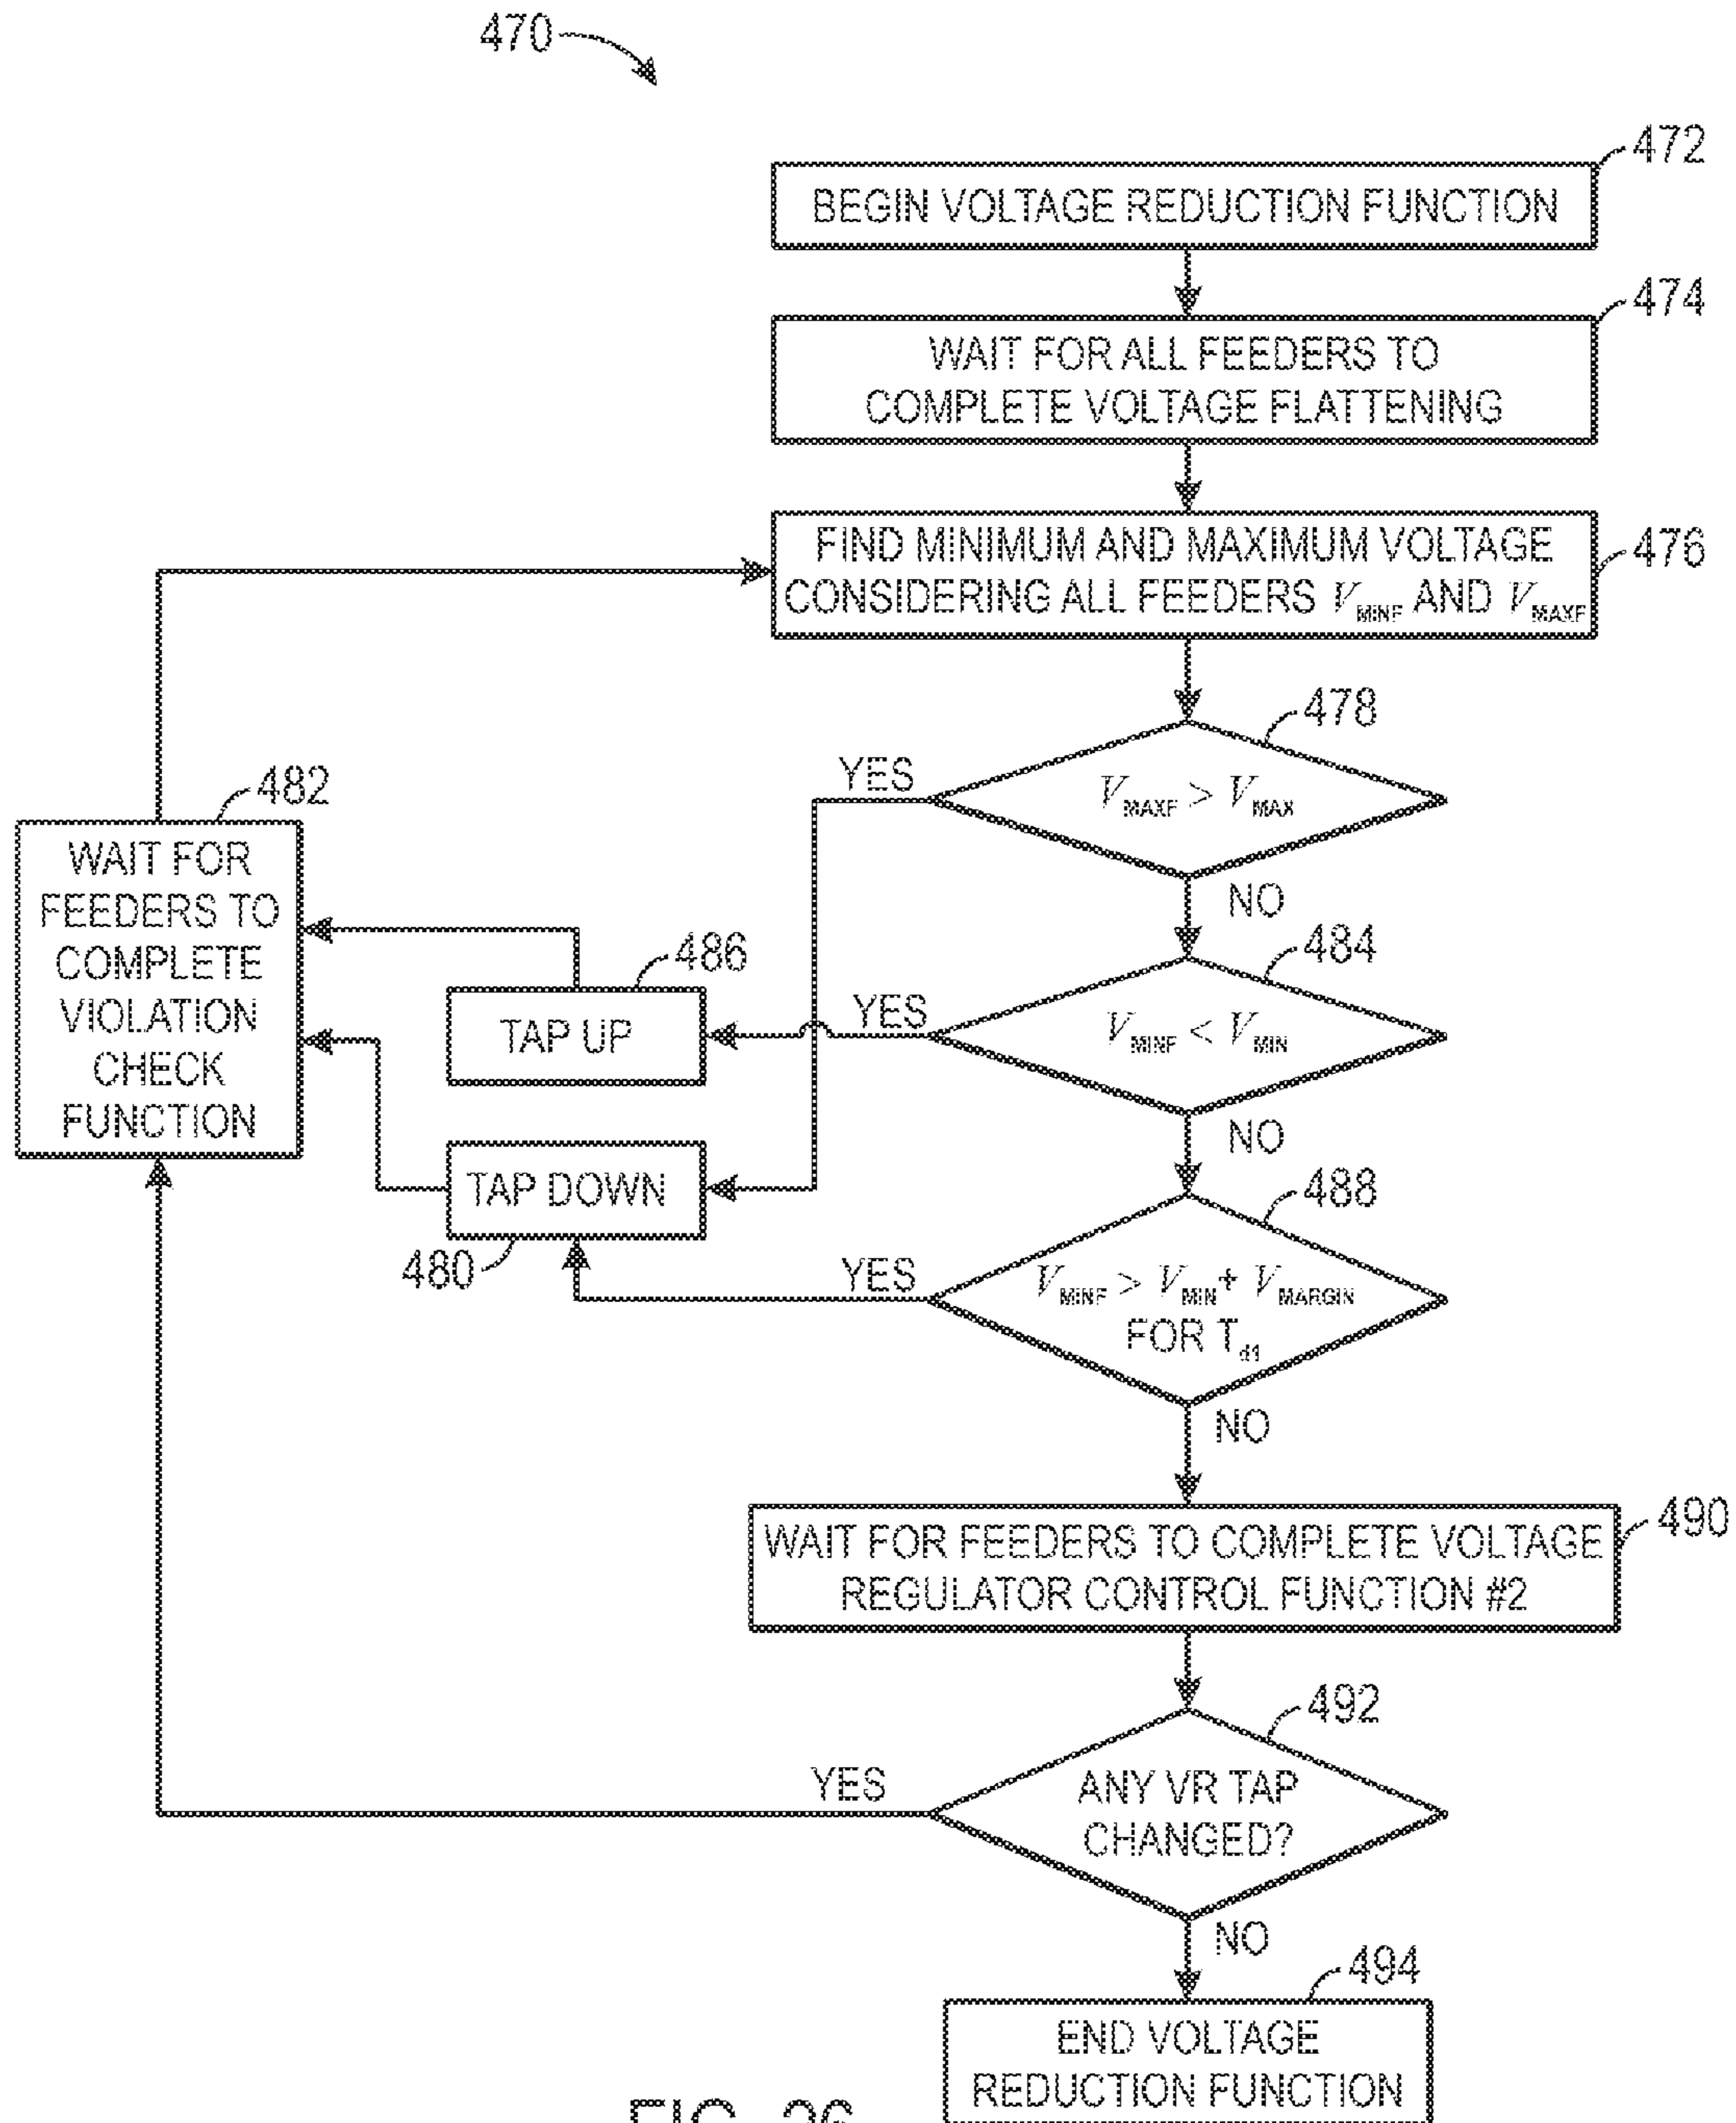 470
472
BEGIN VOLTAGE REDUCTION FUNCTION
474
WAIT FOR ALL FEEDERS TO
COMPLETE VOLTAGE FLATTENING
476
FIND MINIMUM AND MAXIMUM VOLTAGE
CONSIDERING ALL FEEDERS V_MINF AND V_MAXF
478
V_MAXF > V_MAX
YES
NO
482
WAIT FOR
FEEDERS TO
COMPLETE
VIOLATION
CHECK
FUNCTION
484
V_MINF < V_MIN
YES
NO
486
TAP UP
TAP DOWN
480
488
V_MINF > V_MIN + V_MARGIN
FOR T_d1
YES
NO
490
WAIT FOR FEEDERS TO COMPLETE VOLTAGE
REGULATOR CONTROL FUNCTION #2
492
ANY VR TAP
CHANGED?
YES
NO
494
END VOLTAGE
REDUCTION FUNCTION
FIG. 26